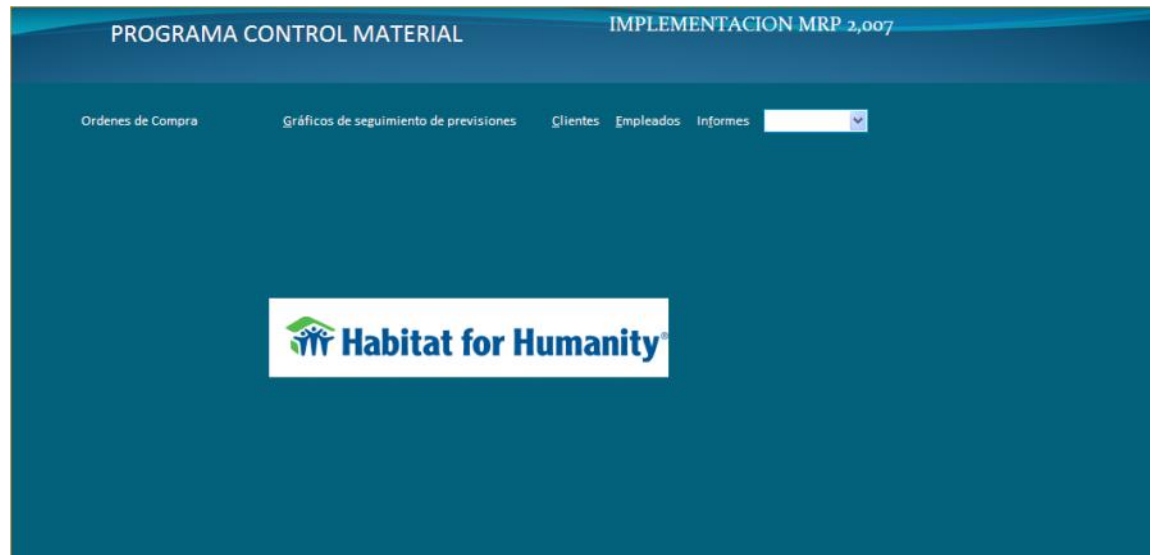 PROGRAMA CONTROL MATERIAL
IMPLEMENTACION MRP 2,007
Ordenes de Compra
Gráficos de seguimiento de previsiones
Clientes
Empleados
Informes
Habitat for Humanity®